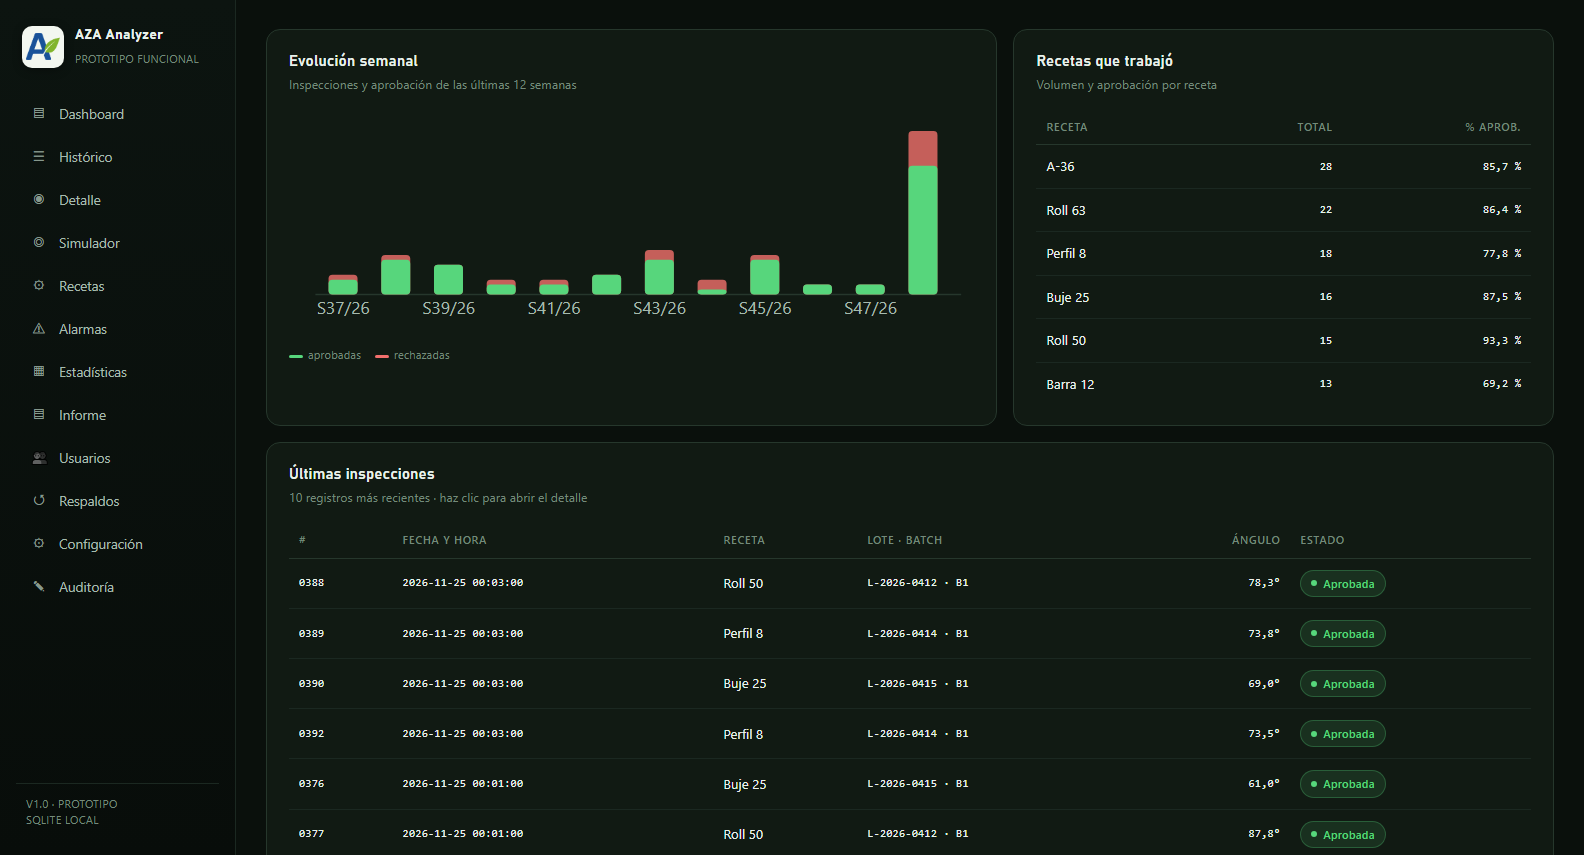 AZA Analyzer
PROTOTIPO FUNCIONAL
Dashboard
Histórico
Detalle
Simulador
Recetas
Alarmas
Estadísticas
Informe
Usuarios
Respaldos
Configuración
Auditoría
V1.0 · PROTOTIPO
SQLITE LOCAL
Evolución semanal
Inspecciones y aprobación de las últimas 12 semanas
S37/26 S39/26 S41/26 S43/26 S45/26 S47/26
aprobadas rechazadas
Recetas que trabajó
Volumen y aprobación por receta
RECETA TOTAL % APROB.
A-36 28 85,7 %
Roll 63 22 86,4 %
Perfil 8 18 77,8 %
Buje 25 16 87,5 %
Roll 50 15 93,3 %
Barra 12 13 69,2 %
Últimas inspecciones
10 registros más recientes · haz clic para abrir el detalle
# FECHA Y HORA RECETA LOTE · BATCH ÁNGULO ESTADO
0388 2026-11-25 00:03:00 Roll 50 L-2026-0412 · B1 78,3° Aprobada
0389 2026-11-25 00:03:00 Perfil 8 L-2026-0414 · B1 73,8° Aprobada
0390 2026-11-25 00:03:00 Buje 25 L-2026-0415 · B1 69,0° Aprobada
0392 2026-11-25 00:03:00 Perfil 8 L-2026-0414 · B1 73,5° Aprobada
0376 2026-11-25 00:01:00 Buje 25 L-2026-0415 · B1 61,0° Aprobada
0377 2026-11-25 00:01:00 Roll 50 L-2026-0412 · B1 87,8° Aprobada